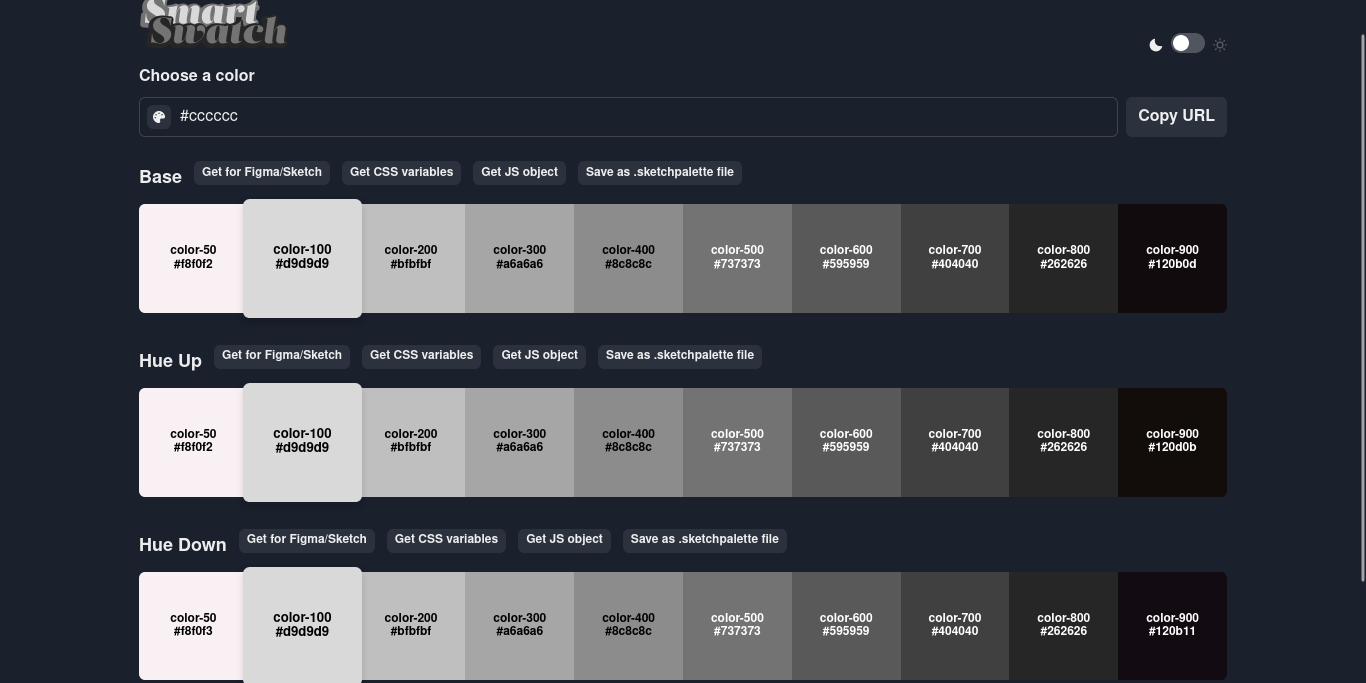 Smart
Swatch
Choose a color
#cccccc
Copy URL
Base
Get for Figma/Sketch
Get CSS variables
Get JS object
Save as .sketchpalette file
color-50
#f8f0f2
color-100
#d9d9d9
color-200
#bfbfbf
color-300
#a6a6a6
color-400
#8c8c8c
color-500
#737373
color-600
#595959
color-700
#404040
color-800
#262626
color-900
#120b0d
Hue Up
Get for Figma/Sketch
Get CSS variables
Get JS object
Save as .sketchpalette file
color-50
#f8f0f2
color-100
#d9d9d9
color-200
#bfbfbf
color-300
#a6a6a6
color-400
#8c8c8c
color-500
#737373
color-600
#595959
color-700
#404040
color-800
#262626
color-900
#120d0b
Hue Down
Get for Figma/Sketch
Get CSS variables
Get JS object
Save as .sketchpalette file
color-50
#f8f0f3
color-100
#d9d9d9
color-200
#bfbfbf
color-300
#a6a6a6
color-400
#8c8c8c
color-500
#737373
color-600
#595959
color-700
#404040
color-800
#262626
color-900
#120b11